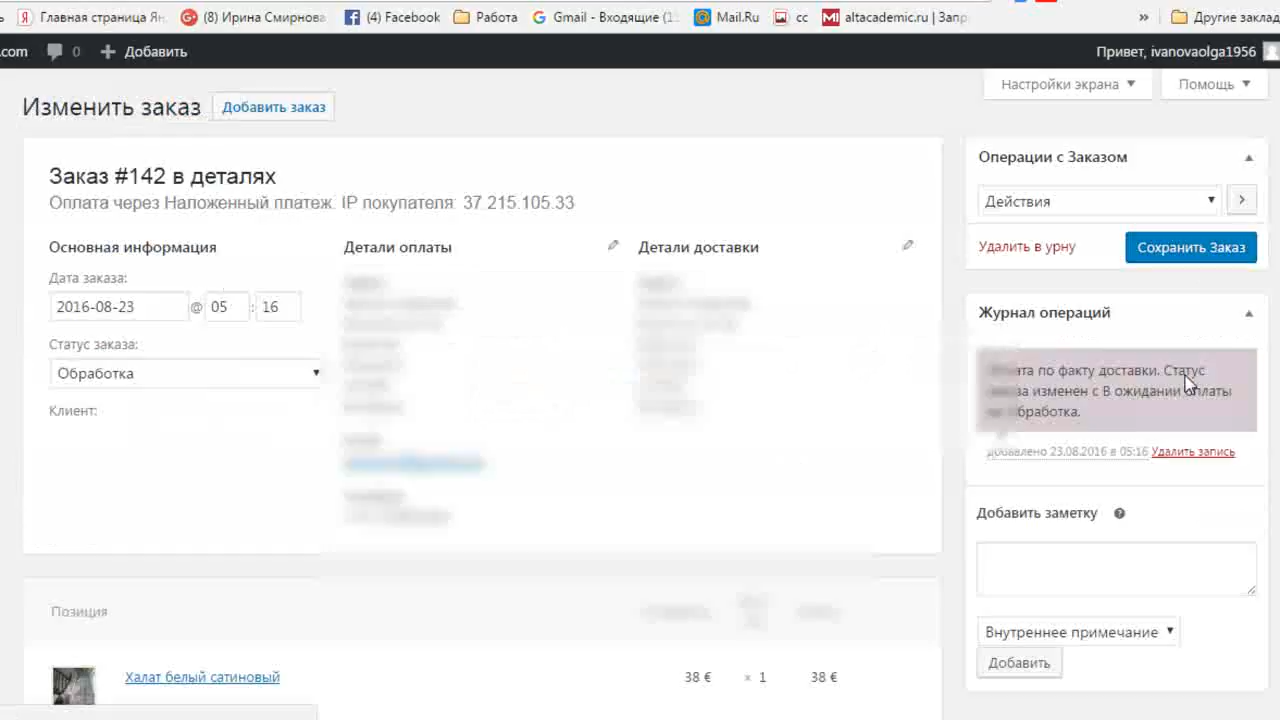 Главная страница Ян
(8) Ирина Смирнова
(4) Facebook
Работа
Gmail - Входящие (1
Mail.Ru
cc
altacademic.ru | Запр
»
Другие заклад
.com
0
Добавить
Привет, ivanovaolga1956
Настройки экрана
Помощь
Изменить заказ
Добавить заказ
Заказ #142 в деталях
Оплата через Наложенный платеж. IP покупателя: 37.215.105.33
Основная информация
Дата заказа:
2016-08-23 @ 05 : 16
Статус заказа:
Обработка
Клиент:
Детали оплаты
Детали доставки
Операции с Заказом
Действия
Удалить в урну
Сохранить Заказ
Журнал операций
по факту доставки. Статус
изменен с В ожидании оплаты
бработка.
добавлено 23.08.2016 в 05:16 Удалить запись
Добавить заметку
Внутреннее примечание
Добавить
Позиция
Халат белый сатиновый
38 € × 1 38 €